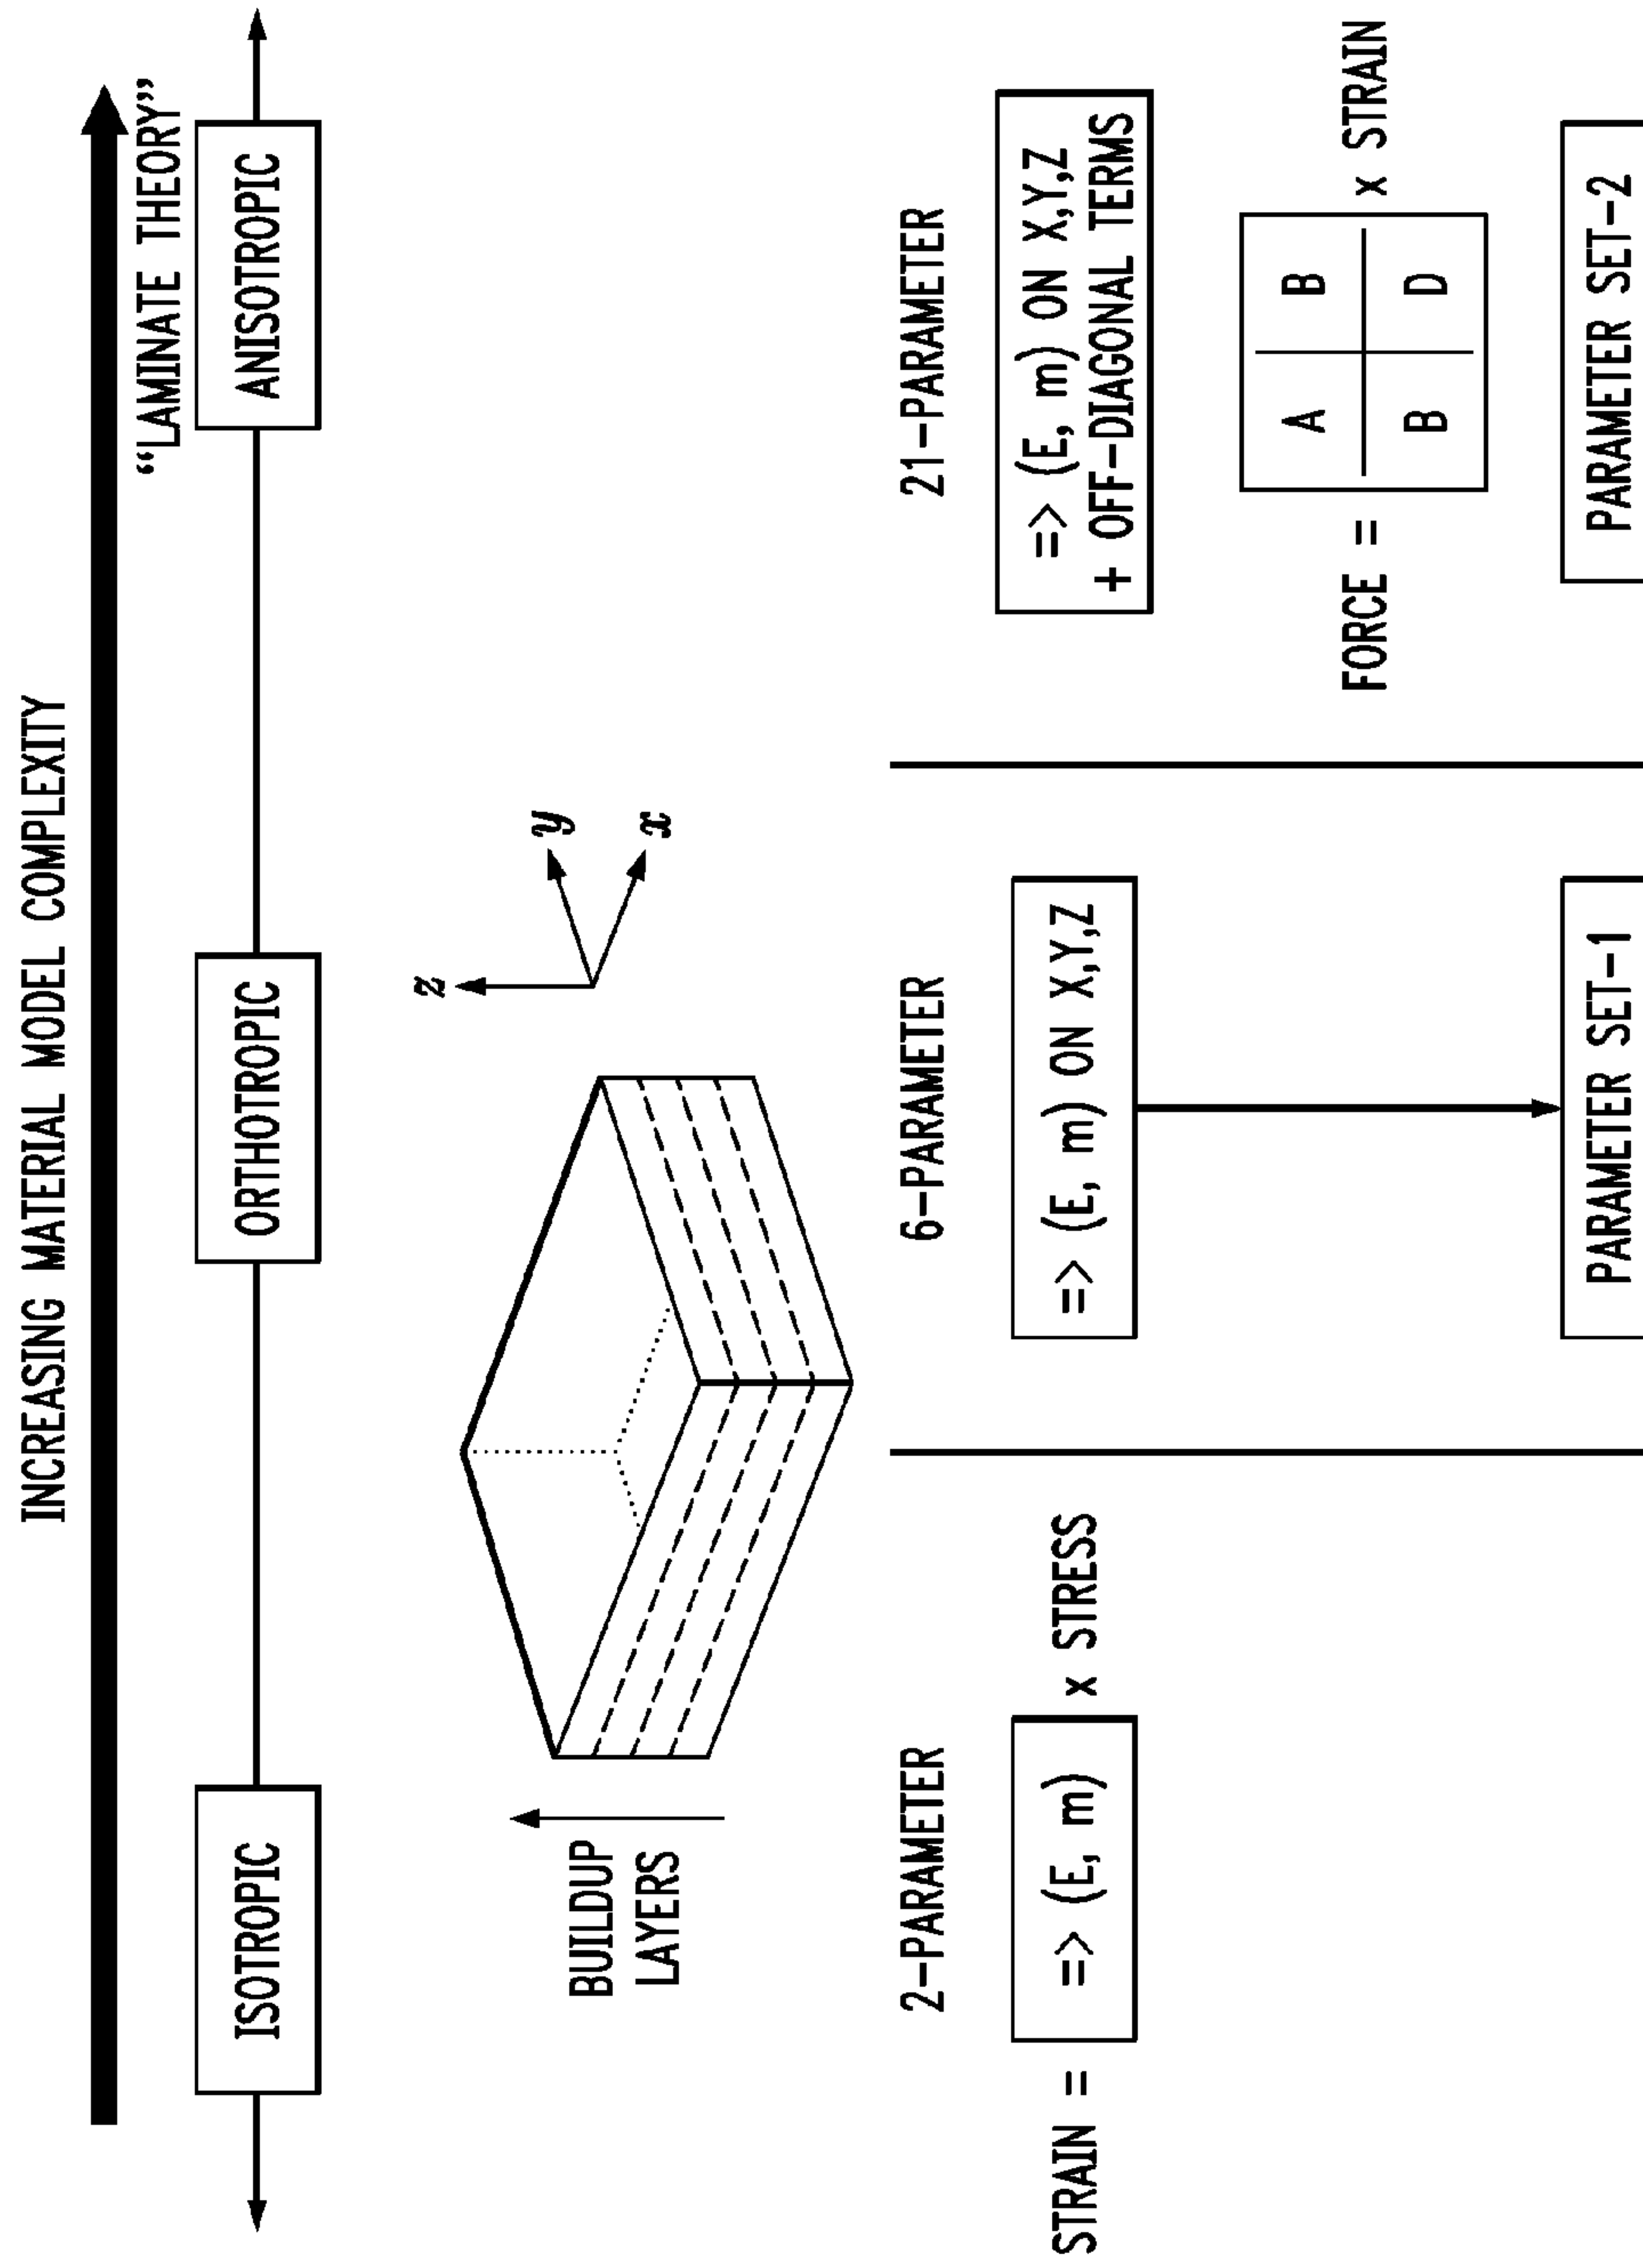 INCREASING MATERIAL MODEL COMPLEXITY
“LAMINATE THEORY”
ISOTROPIC
ORTHOTROPIC
ANISOTROPIC
BUILDUP
LAYERS
z
y
x
2-PARAMETER
STRAIN = => (E, m) x STRESS
6-PARAMETER
=> (E, m) ON X,Y,Z
PARAMETER SET-1
21-PARAMETER
=> (E, m) ON X,Y,Z
+ OFF-DIAGONAL TERMS
A B
FORCE = x STRAIN
B D
PARAMETER SET-2